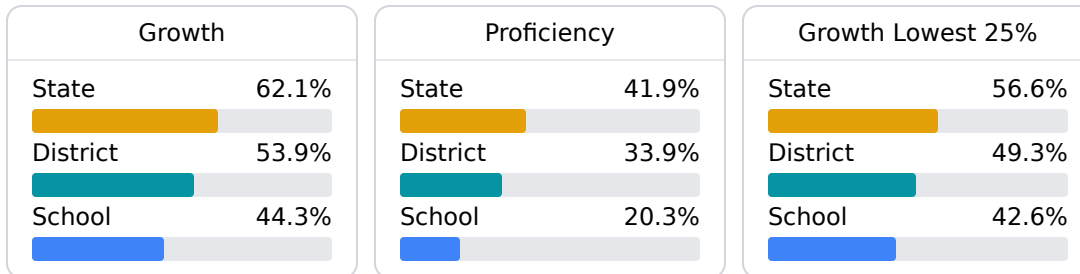 Growth
State 62.1%
District 53.9%
School 44.3%
Proficiency
State 41.9%
District 33.9%
School 20.3%
Growth Lowest 25%
State 56.6%
District 49.3%
School 42.6%